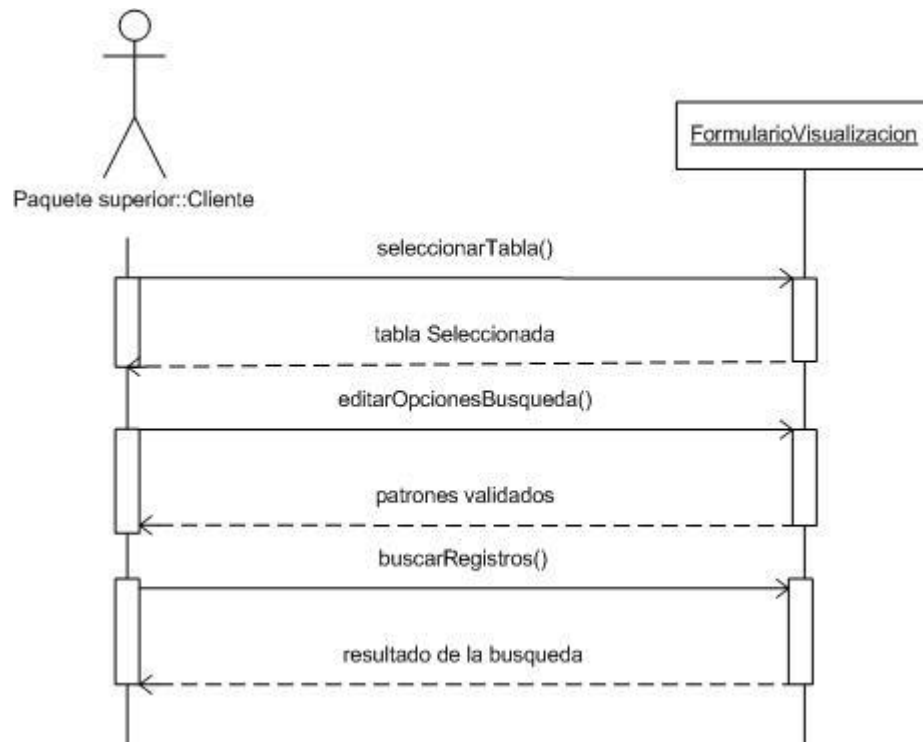 FormularioVisualizacion
Paquete superior::Cliente
seleccionarTabla()
tabla Seleccionada
editarOpcionesBusqueda()
patrones validados
buscarRegistros()
resultado de la busqueda